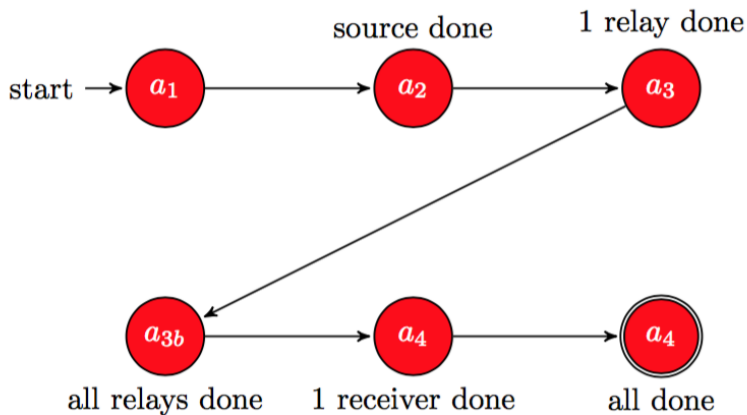 source done
1 relay done
start
a1
a2
a3
a3b
a4
a4
all relays done
1 receiver done
all done